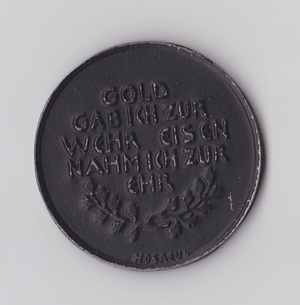 GOLD
GAB ICH ZUR
WEHR EISEN
NAHM ICH ZUR
EHR
HOSAEUS